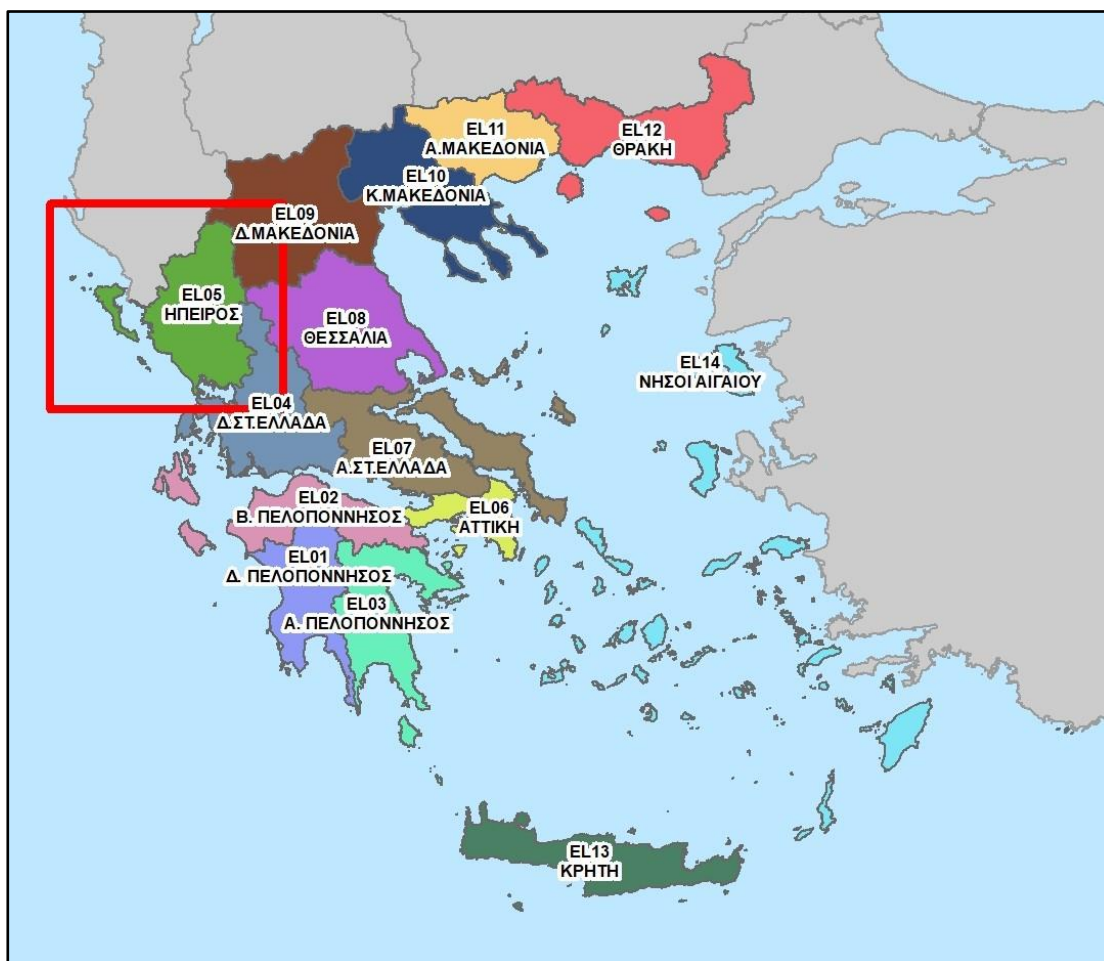 EL11
Α.ΜΑΚΕΔΟΝΙΑ
EL12
ΘΡΑΚΗ
EL10
Κ.ΜΑΚΕΔΟΝΙΑ
EL09
Δ.ΜΑΚΕΔΟΝΙΑ
EL05
ΗΠΕΙΡΟΣ
EL08
ΘΕΣΣΑΛΙΑ
EL14
ΝΗΣΟΙ ΑΙΓΑΙΟΥ
EL04
Δ.ΣΤ.ΕΛΛΑΔΑ
EL07
Α.ΣΤ.ΕΛΛΑΔΑ
EL02
Β. ΠΕΛΟΠΟΝΝΗΣΟΣ
EL06
ΑΤΤΙΚΗ
EL01
Δ. ΠΕΛΟΠΟΝΝΗΣΟΣ
EL03
Α. ΠΕΛΟΠΟΝΝΗΣΟΣ
EL13
ΚΡΗΤΗ